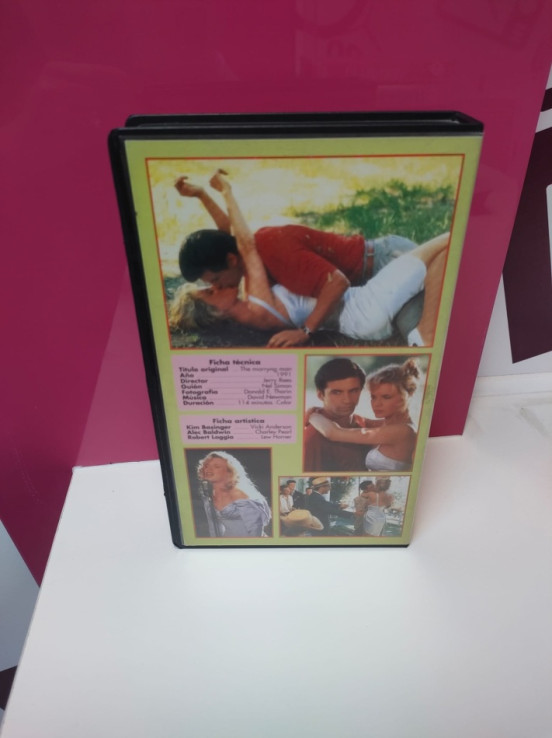 Ficha técnica
Título original The marrying man
Año 1991
Director Jerry Rees
Guión Neil Simon
Fotografía Donald E. Thorin
Música David Newman
Duración 114 minutos. Color
Ficha artística
Kim Basinger Vicki Anderson
Alec Baldwin Charley Pearl
Robert Loggia Lew Horner